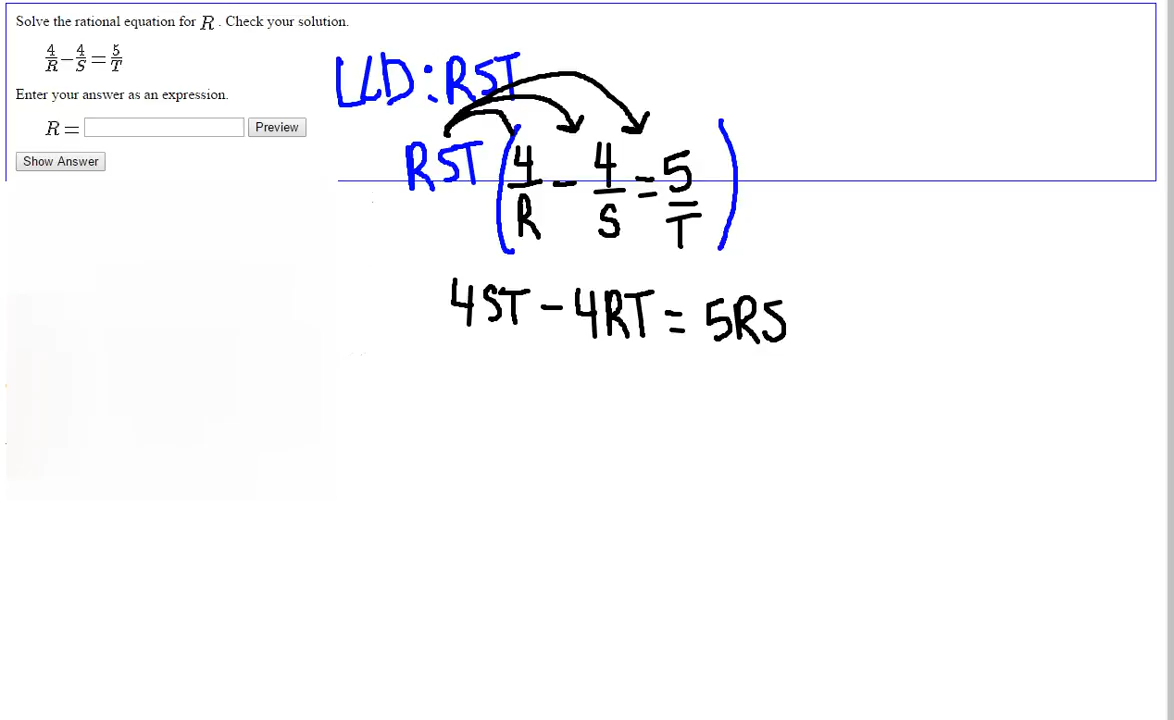 Solve the rational equation for R . Check your solution.
4/R − 4/S = 5/T
Enter your answer as an expression.
R =
Preview
Show Answer
LCD : RST
RST ( 4/R − 4/S = 5/T )
4ST − 4RT = 5RS